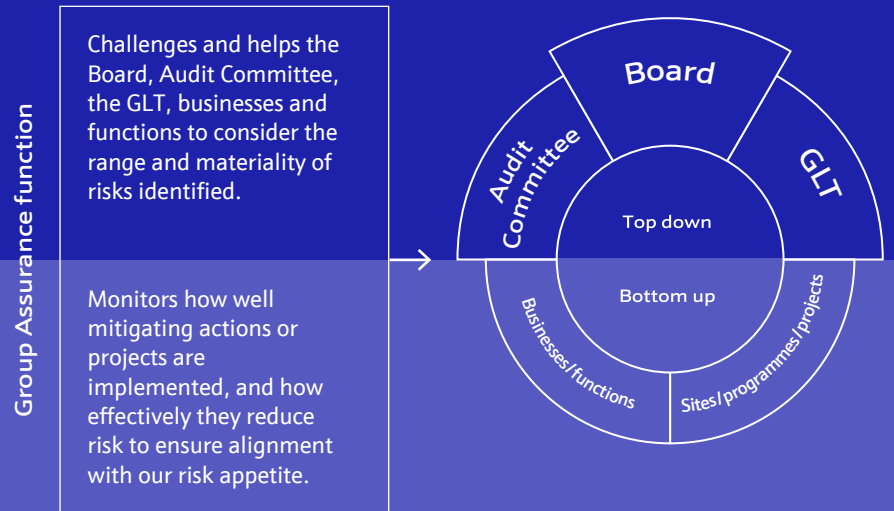 Group Assurance function
Challenges and helps the
Board, Audit Committee,
the GLT, businesses and
functions to consider the
range and materiality of
risks identified.
Monitors how well
mitigating actions or
projects are
implemented, and how
effectively they reduce
risk to ensure alignment
with our risk appetite.
Board
Audit
Committee
GLT
Top down
Bottom up
Businesses/functions
Sites/programmes/projects